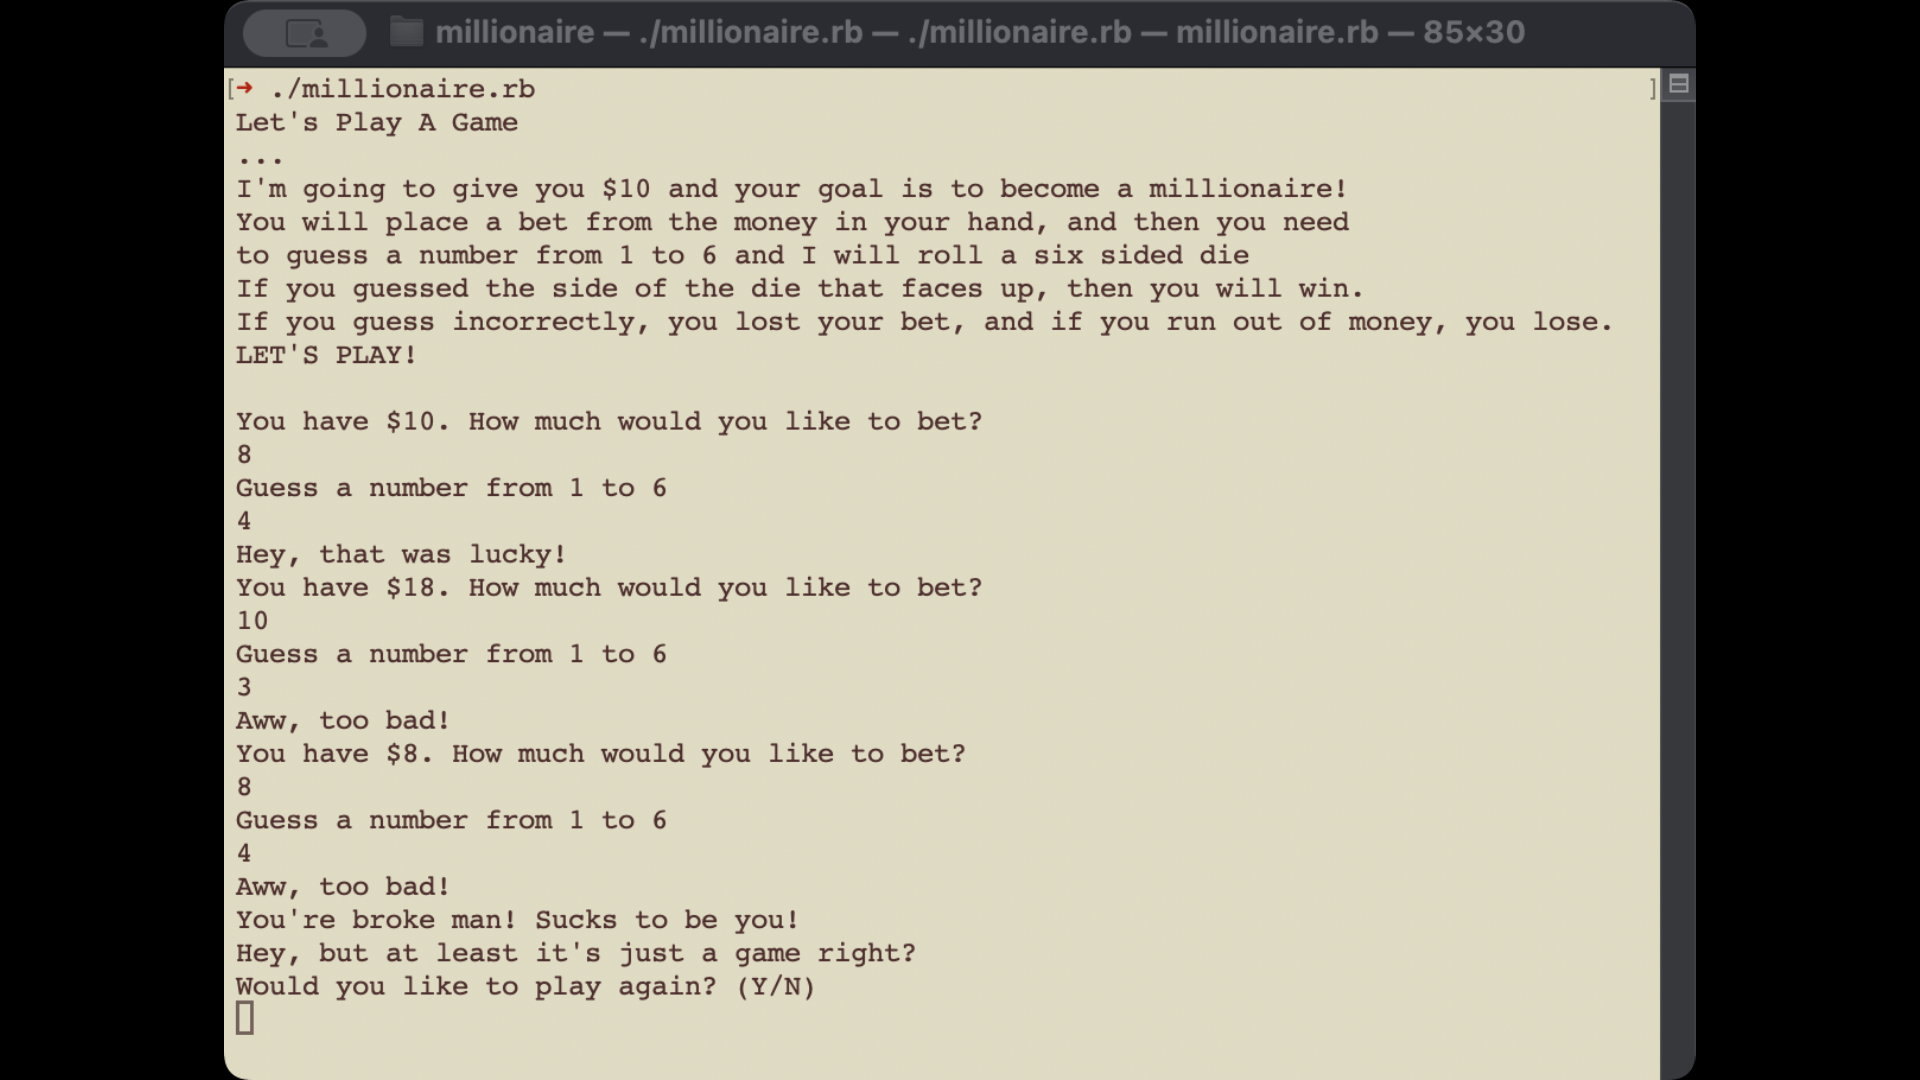 millionaire — ./millionaire.rb — ./millionaire.rb — millionaire.rb — 85×30
[➜ ./millionaire.rb ]
Let's Play A Game
...
I'm going to give you $10 and your goal is to become a millionaire!
You will place a bet from the money in your hand, and then you need
to guess a number from 1 to 6 and I will roll a six sided die
If you guessed the side of the die that faces up, then you will win.
If you guess incorrectly, you lost your bet, and if you run out of money, you lose.
LET'S PLAY!
You have $10. How much would you like to bet?
8
Guess a number from 1 to 6
4
Hey, that was lucky!
You have $18. How much would you like to bet?
10
Guess a number from 1 to 6
3
Aww, too bad!
You have $8. How much would you like to bet?
8
Guess a number from 1 to 6
4
Aww, too bad!
You're broke man! Sucks to be you!
Hey, but at least it's just a game right?
Would you like to play again? (Y/N)